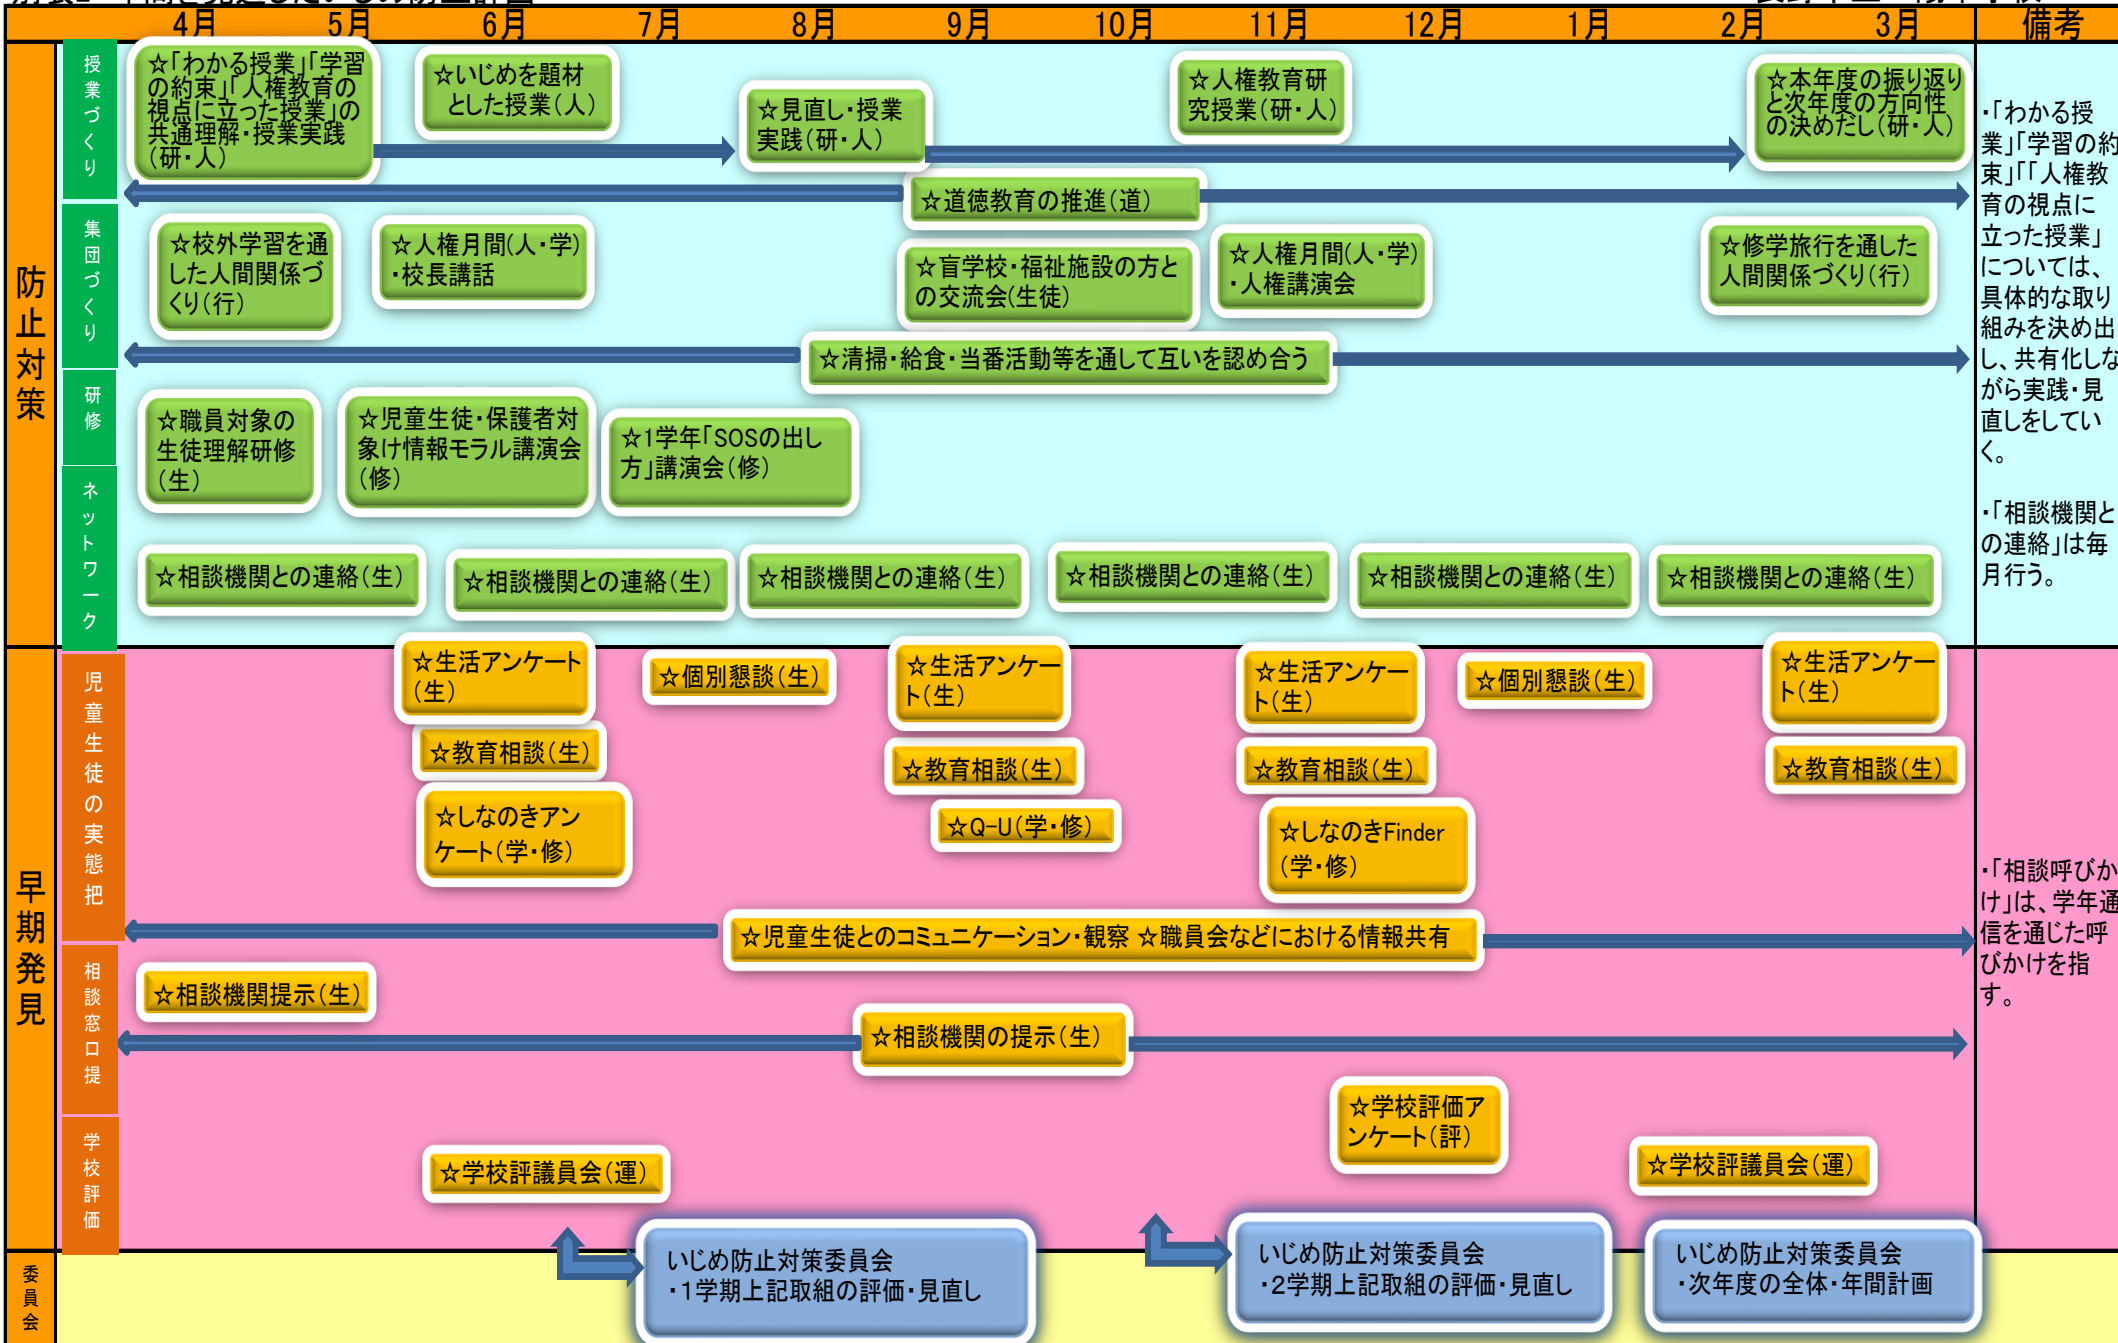 4月 5月 6月 7月 8月 9月 10月 11月 12月 1月 2月 3月 備考
防止対策
授業づくり
☆「わかる授業」「学習
の約束」「人権教育の
視点に立った授業」の
共通理解・授業実践
(研・人)
☆いじめを題材
とした授業(人)
☆見直し・授業
実践(研・人)
☆人権教育研
究授業(研・人)
☆本年度の振り返り
と次年度の方向性
の決めだし(研・人)
☆道徳教育の推進(道)
集団づくり
☆校外学習を通
した人間関係づ
くり(行)
☆人権月間(人・学)
・校長講話
☆盲学校・福祉施設の方と
の交流会(生徒)
☆人権月間(人・学)
・人権講演会
☆修学旅行を通した
人間関係づくり(行)
☆清掃・給食・当番活動等を通して互いを認め合う
研修
☆職員対象の
生徒理解研修
(生)
☆児童生徒・保護者対
象け情報モラル講演会
(修)
☆1学年「SOSの出し
方」講演会(修)
ネットワーク
☆相談機関との連絡(生)
☆相談機関との連絡(生)
☆相談機関との連絡(生)
☆相談機関との連絡(生)
☆相談機関との連絡(生)
☆相談機関との連絡(生)
・「わかる授
業」「学習の約
束」「「人権教
育の視点に
立った授業」
については、
具体的な取り
組みを決め出
し、共有化しな
がら実践・見
直しをしてい
く。
・「相談機関と
の連絡」は毎
月行う。
早期発見
児童生徒の実態把
☆生活アンケート
(生)
☆個別懇談(生)
☆生活アンケー
ト(生)
☆生活アンケー
ト(生)
☆個別懇談(生)
☆生活アンケー
ト(生)
☆教育相談(生)
☆教育相談(生)
☆教育相談(生)
☆教育相談(生)
☆しなのきアン
ケート(学・修)
☆Q-U(学・修)
☆しなのきFinder
(学・修)
☆児童生徒とのコミュニケーション・観察 ☆職員会などにおける情報共有
相談窓口提
☆相談機関提示(生)
☆相談機関の提示(生)
・「相談呼びか
け」は、学年通
信を通じた呼
びかけを指
す。
学校評価
☆学校評価ア
ンケート(評)
☆学校評議員会(運)
☆学校評議員会(運)
委員会
いじめ防止対策委員会
・1学期上記取組の評価・見直し
いじめ防止対策委員会
・2学期上記取組の評価・見直し
いじめ防止対策委員会
・次年度の全体・年間計画